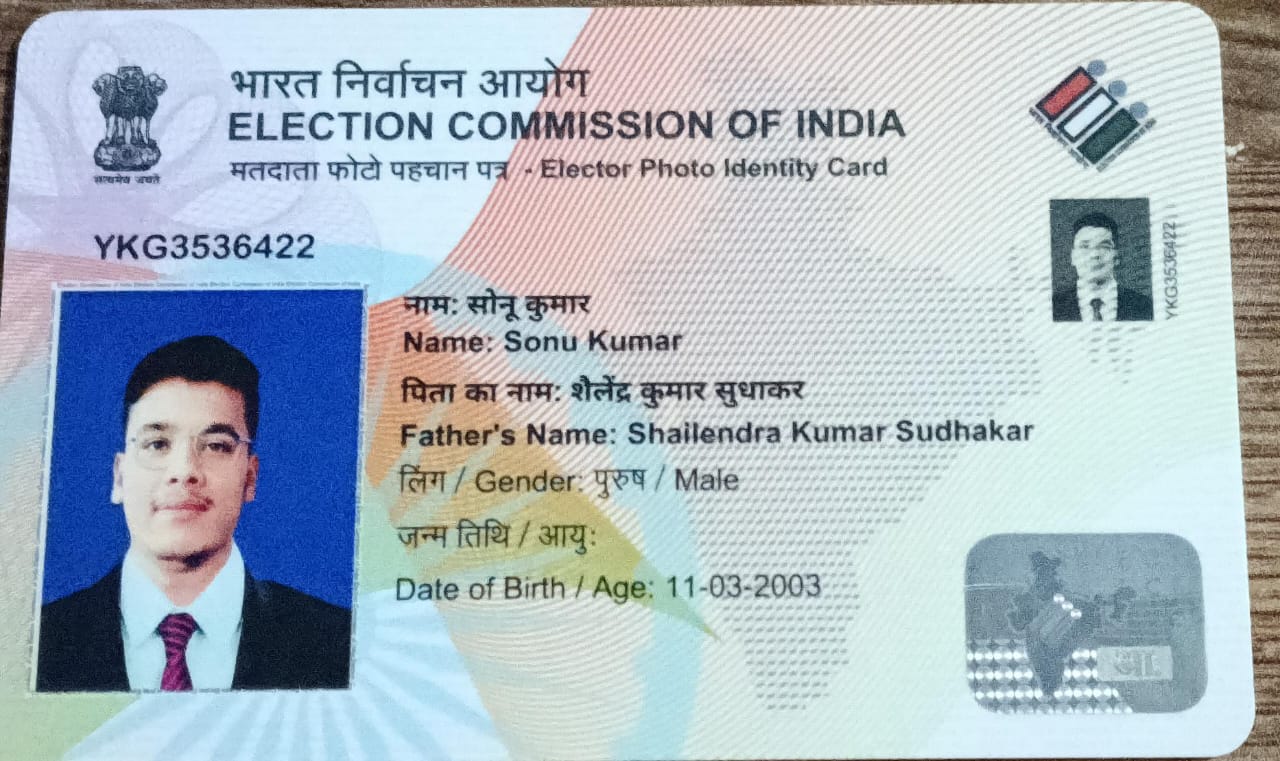 भारत निर्वाचन आयोग
ELECTION COMMISSION OF INDIA
मतदाता फोटो पहचान पत्र - Elector Photo Identity Card
सत्यमेव जयते
YKG3536422
YKG3536422
नाम: सोनू कुमार
Name: Sonu Kumar
पिता का नाम: शैलेंद्र कुमार सुधाकर
Father's Name: Shailendra Kumar Sudhakar
लिंग / Gender: पुरुष / Male
जन्म तिथि / आयु:
Date of Birth / Age: 11-03-2003